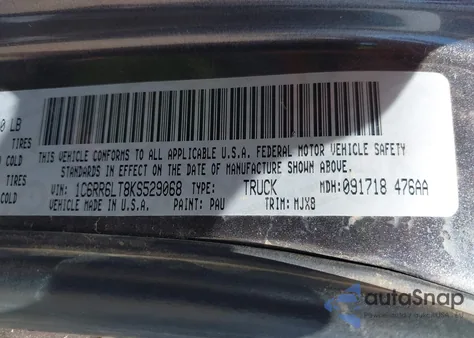 0 LB
TIRES
COLD
TIRES
COLD
THIS VEHICLE CONFORMS TO ALL APPLICABLE U.S.A. FEDERAL MOTOR VEHICLE SAFETY
STANDARDS IN EFFECT ON THE DATE OF MANUFACTURE SHOWN ABOVE.
VIN: 1C6RR6LT8KS529068 TYPE: TRUCK MDH: 091718 476AA
VEHICLE MADE IN U.S.A. PAINT: PAU TRIM: MJX8
autoSnap